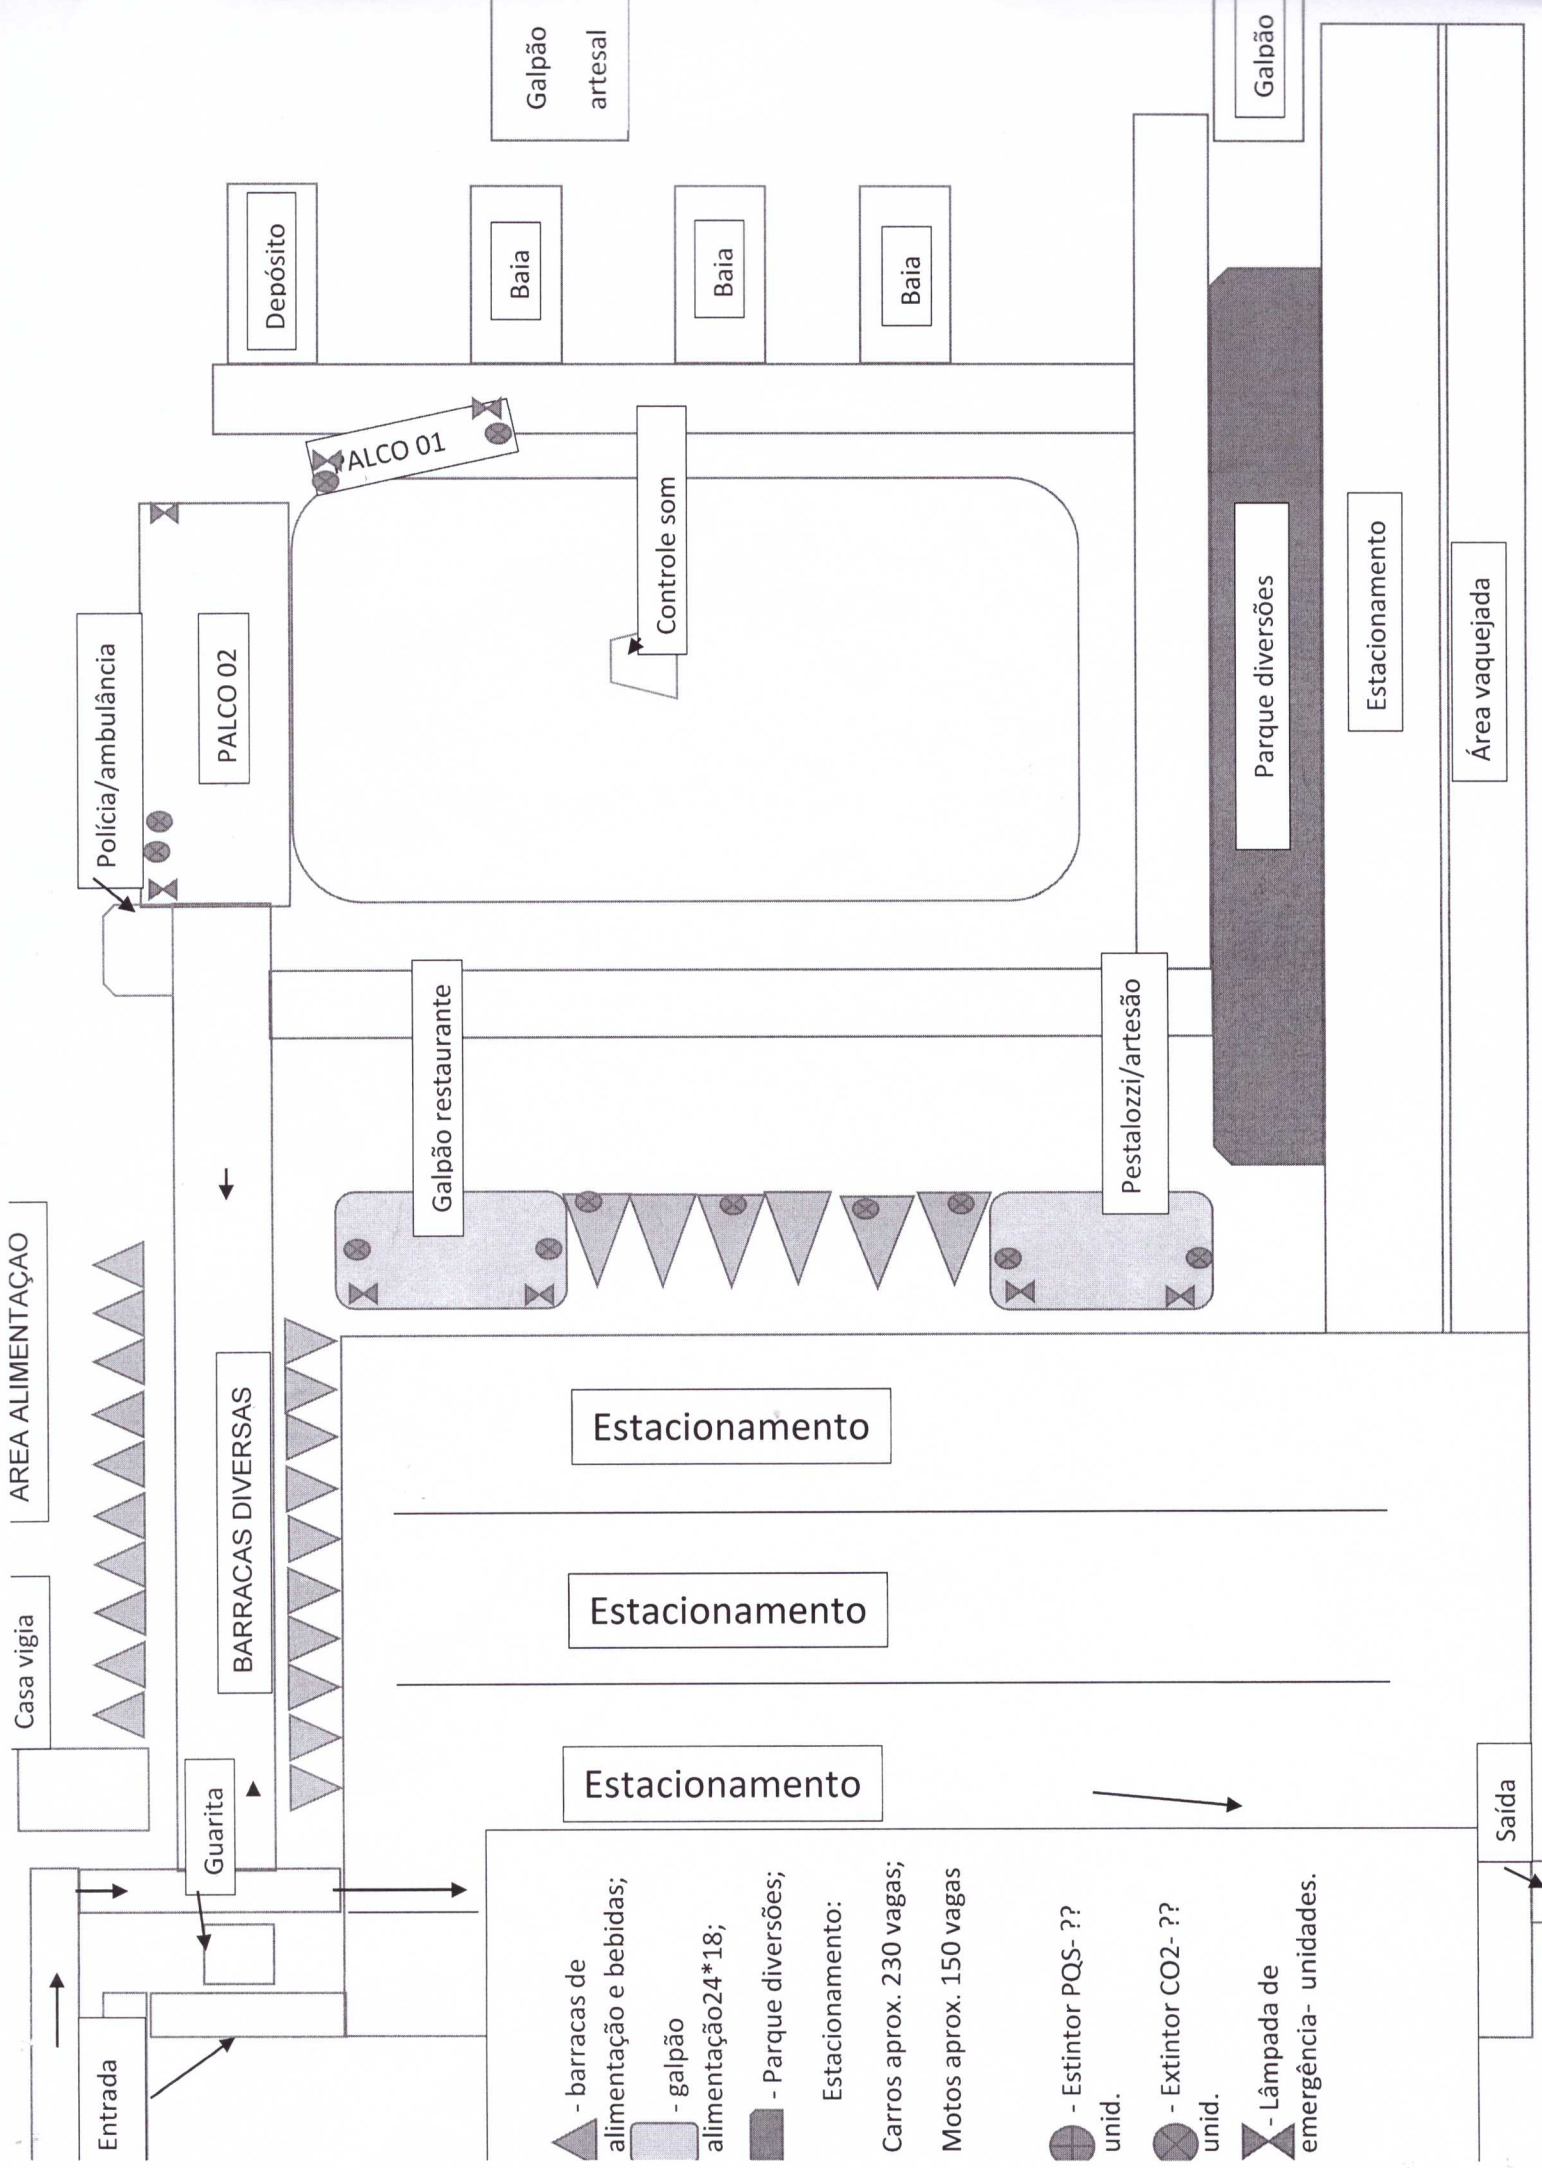 Entrada
Guarita
Casa vigia
AREA ALIMENTAÇAO
BARRACAS DIVERSAS
Polícia/ambulância
PALCO 02
PALCO 01
Depósito
Baia
Baia
Baia
Galpão
artesal
Galpão
Controle som
Galpão restaurante
Pestalozzi/artesão
Parque diversões
Estacionamento
Área vaquejada
Estacionamento
Estacionamento
Estacionamento
Saída
- barracas de
alimentação e bebidas;
- galpão
alimentação24*18;
- Parque diversões;
Estacionamento:
Carros aprox. 230 vagas;
Motos aprox. 150 vagas
- Estintor PQS- ??
unid.
- Extintor CO2- ??
unid.
- Lâmpada de
emergência- unidades.